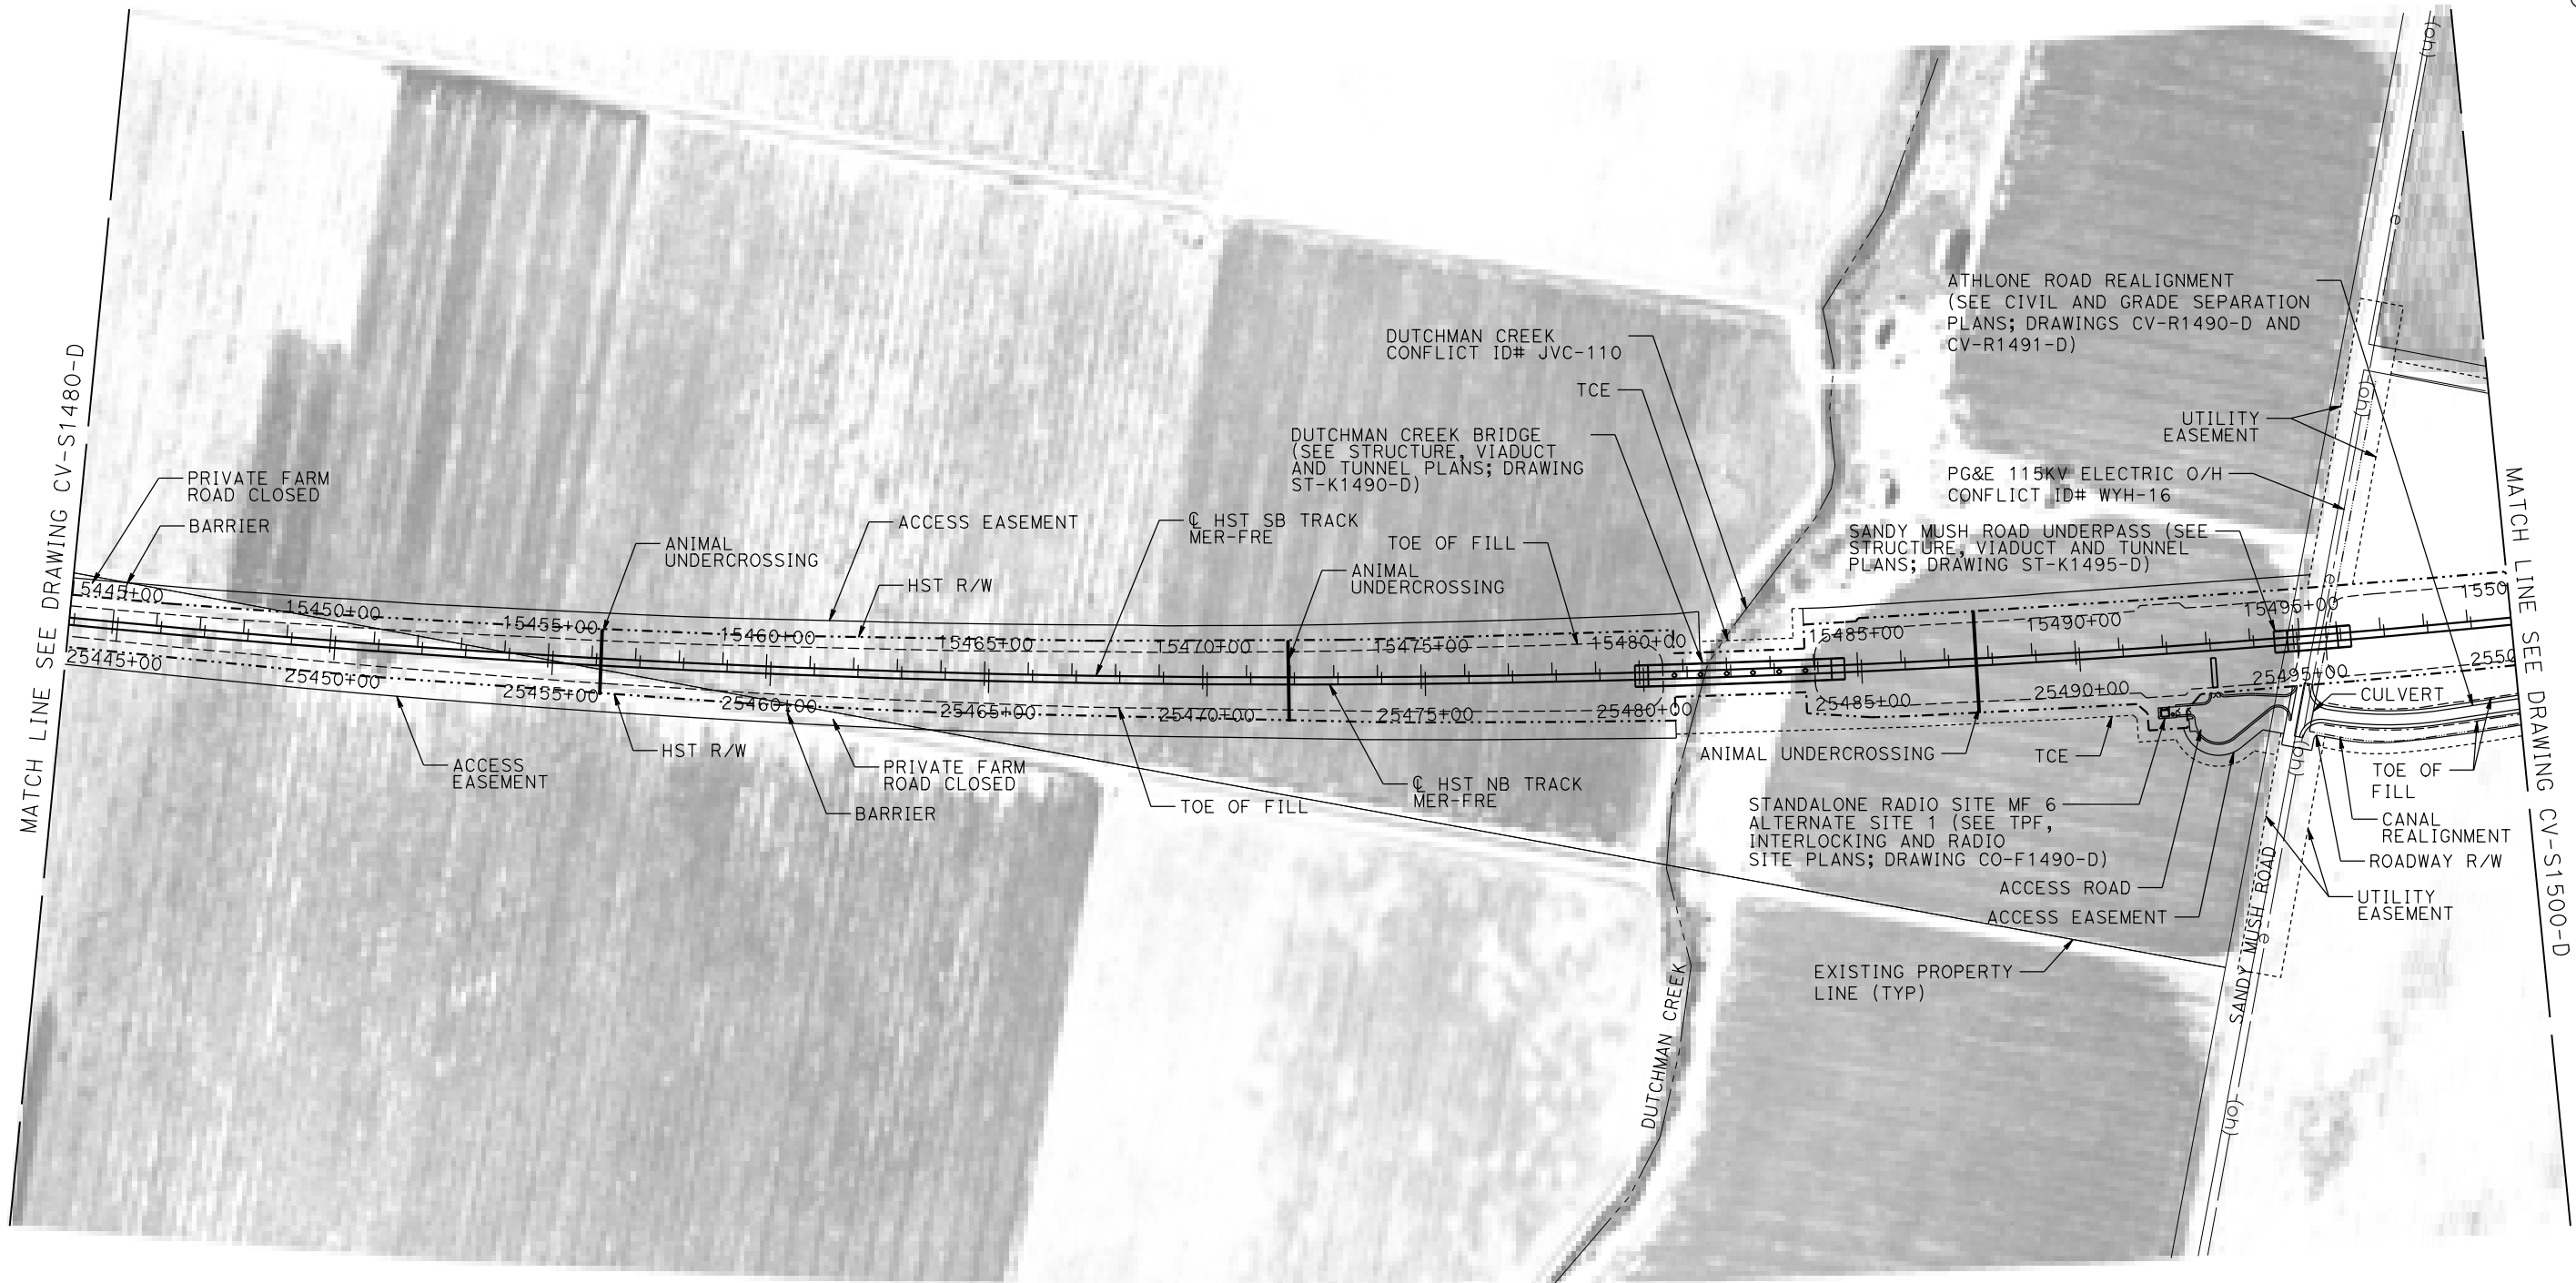 MATCH LINE SEE DRAWING CV-S1480-D
PRIVATE FARM
ROAD CLOSED
BARRIER
ANIMAL
UNDERCROSSING
ACCESS EASEMENT
HST R/W
℄ HST SB TRACK
MER-FRE
TOE OF FILL
ANIMAL
UNDERCROSSING
DUTCHMAN CREEK
CONFLICT ID# JVC-110
TCE
DUTCHMAN CREEK BRIDGE
(SEE STRUCTURE, VIADUCT
AND TUNNEL PLANS; DRAWING
ST-K1490-D)
ATHLONE ROAD REALIGNMENT
(SEE CIVIL AND GRADE SEPARATION
PLANS; DRAWINGS CV-R1490-D AND
CV-R1491-D)
UTILITY
EASEMENT
PG&E 115KV ELECTRIC O/H
CONFLICT ID# WYH-16
SANDY MUSH ROAD UNDERPASS (SEE
STRUCTURE, VIADUCT AND TUNNEL
PLANS; DRAWING ST-K1495-D)
(oh)
e
(oh)
e
5445+00
15450+00
15455+00
15460+00
15465+00
15470+00
15475+00
15480+00
15485+00
15490+00
15495+00
1550
25445+00
25450+00
25455+00
25460+00
25465+00
25470+00
25475+00
25480+00
25485+00
25490+00
25495+00
2550
ACCESS
EASEMENT
HST R/W
BARRIER
PRIVATE FARM
ROAD CLOSED
TOE OF FILL
℄ HST NB TRACK
MER-FRE
ANIMAL UNDERCROSSING
TCE
STANDALONE RADIO SITE MF 6
ALTERNATE SITE 1 (SEE TPF,
INTERLOCKING AND RADIO
SITE PLANS; DRAWING CO-F1490-D)
ACCESS ROAD
ACCESS EASEMENT
EXISTING PROPERTY
LINE (TYP)
DUTCHMAN CREEK
SANDY MUSH ROAD
(oh)
e
(oh)
CULVERT
TOE OF
FILL
CANAL
REALIGNMENT
ROADWAY R/W
UTILITY
EASEMENT
MATCH LINE SEE DRAWING CV-S1500-D